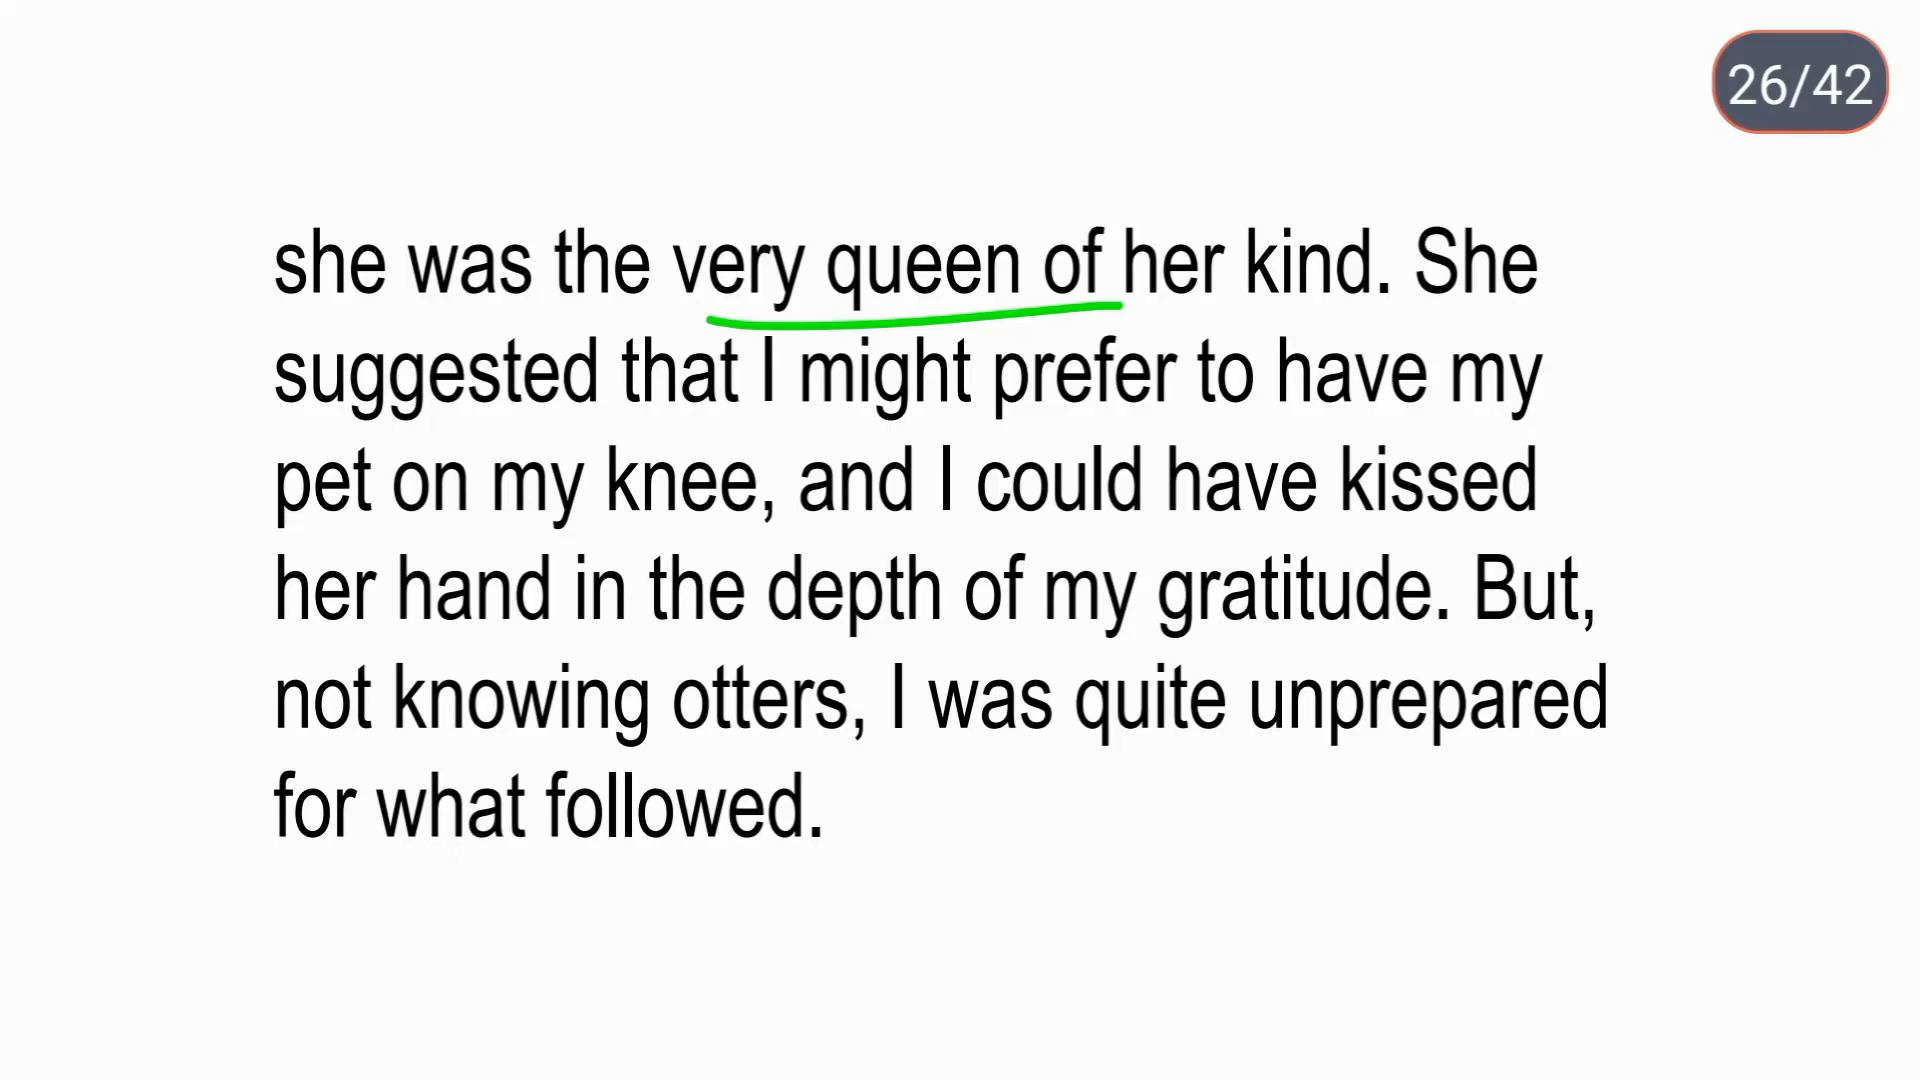 26/42
she was the very queen of her kind. She
suggested that I might prefer to have my
pet on my knee, and I could have kissed
her hand in the depth of my gratitude. But,
not knowing otters, I was quite unprepared
for what followed.